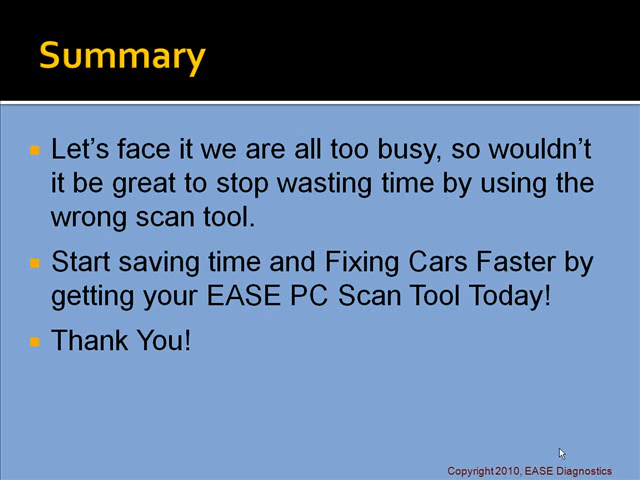 Summary
Let's face it we are all too busy, so wouldn't
it be great to stop wasting time by using the
wrong scan tool.
Start saving time and Fixing Cars Faster by
getting your EASE PC Scan Tool Today!
Thank You!
Copyright 2010, EASE Diagnostics